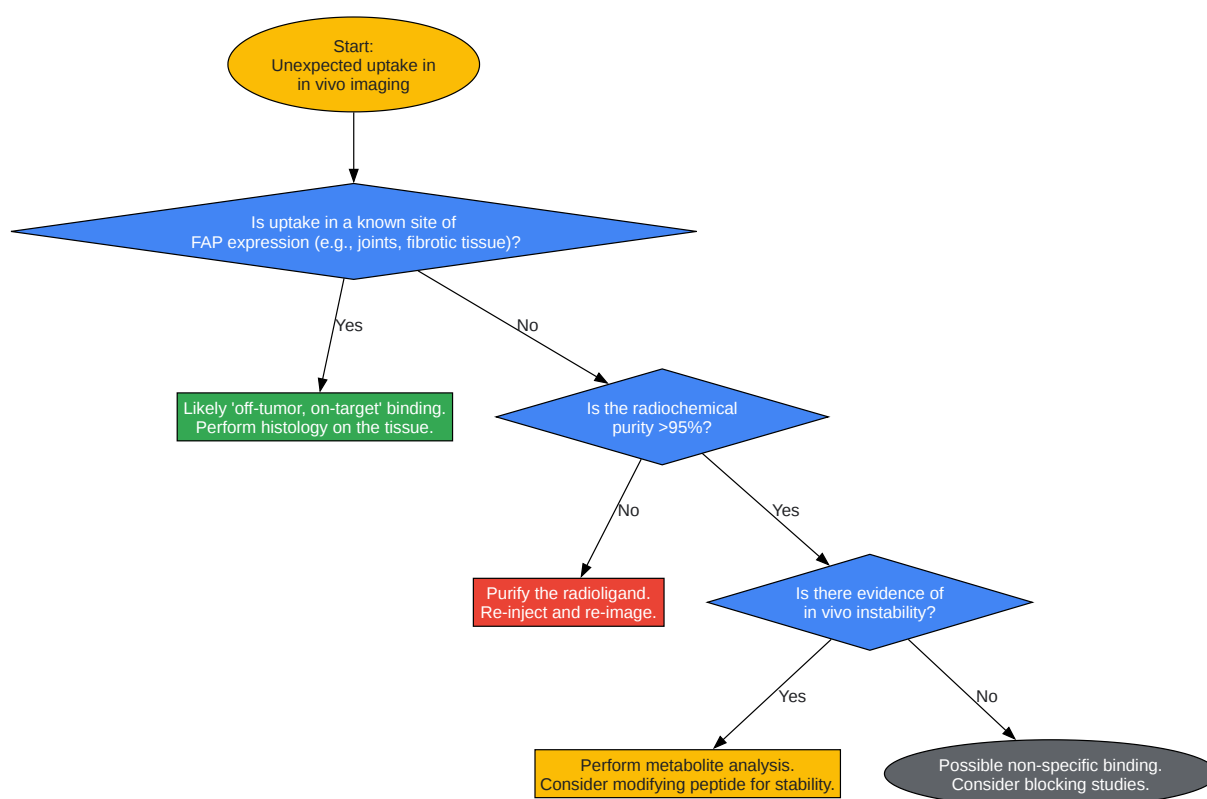 Start:
Unexpected uptake in
in vivo imaging
Is uptake in a known site of
FAP expression (e.g., joints, fibrotic tissue)?
Yes
No
Likely 'off-tumor, on-target' binding.
Perform histology on the tissue.
Is the radiochemical
purity >95%?
No
Yes
Purify the radioligand.
Re-inject and re-image.
Is there evidence of
in vivo instability?
Yes
No
Perform metabolite analysis.
Consider modifying peptide for stability.
Possible non-specific binding.
Consider blocking studies.